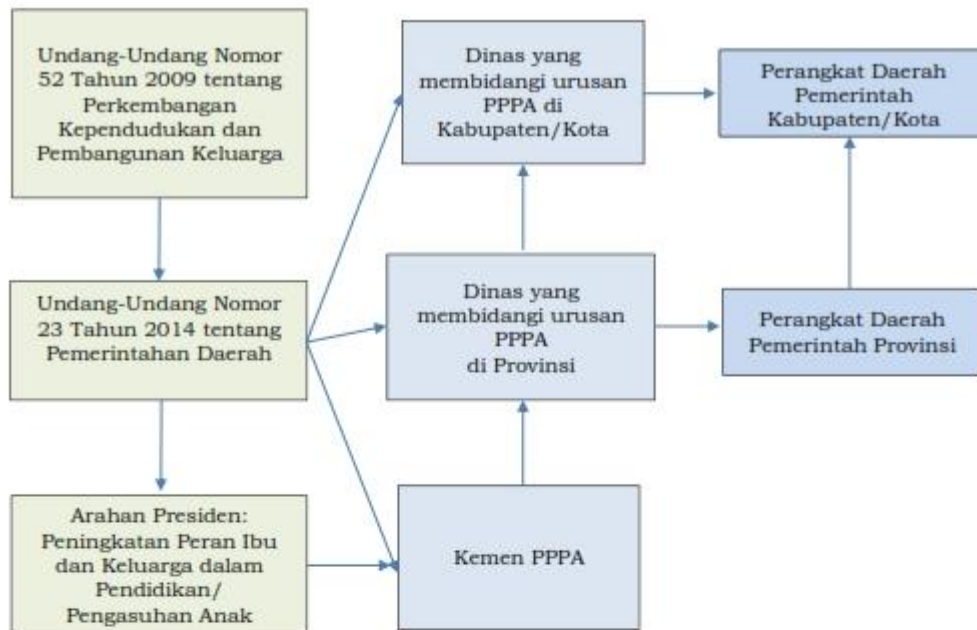 Undang-Undang Nomor
52 Tahun 2009 tentang
Perkembangan
Kependudukan dan
Pembangunan Keluarga
Undang-Undang Nomor
23 Tahun 2014 tentang
Pemerintahan Daerah
Arahan Presiden:
Peningkatan Peran Ibu
dan Keluarga dalam
Pendidikan/
Pengasuhan Anak
Dinas yang
membidangi urusan
PPPA di
Kabupaten/Kota
Dinas yang
membidangi urusan
PPPA
di Provinsi
Kemen PPPA
Perangkat Daerah
Pemerintah
Kabupaten/Kota
Perangkat Daerah
Pemerintah Provinsi